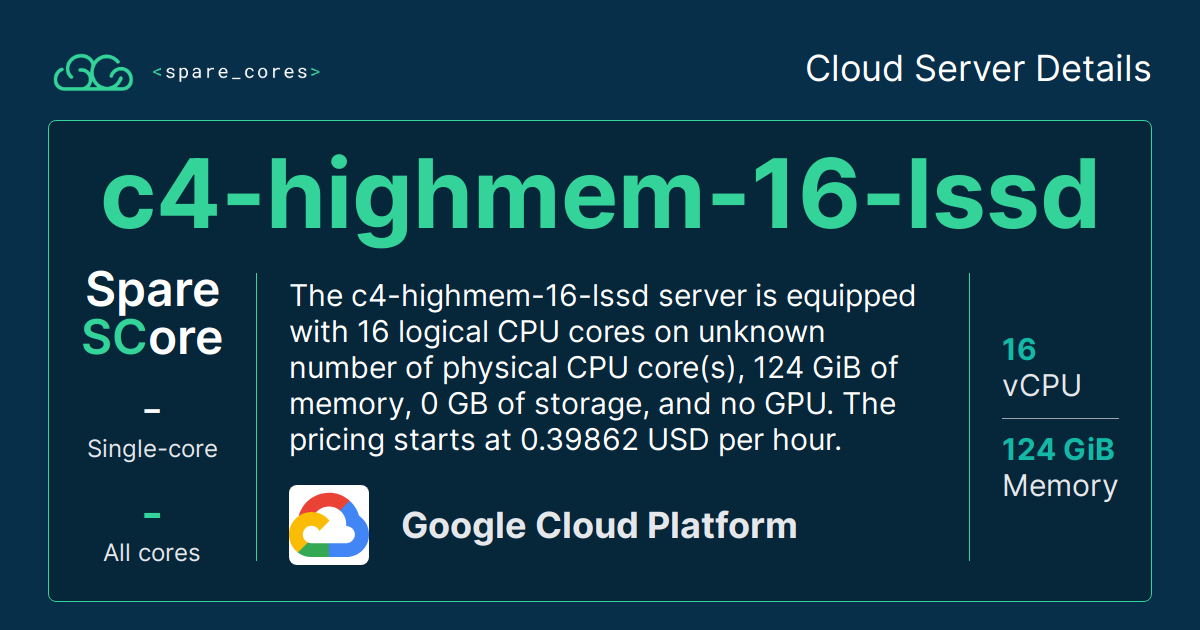 <spare_cores>
Cloud Server Details
c4-highmem-16-lssd
Spare
SCore
-
Single-core
-
All cores
The c4-highmem-16-lssd server is equipped
with 16 logical CPU cores on unknown
number of physical CPU core(s), 124 GiB of
memory, 0 GB of storage, and no GPU. The
pricing starts at 0.39862 USD per hour.
Google Cloud Platform
16
vCPU
124 GiB
Memory